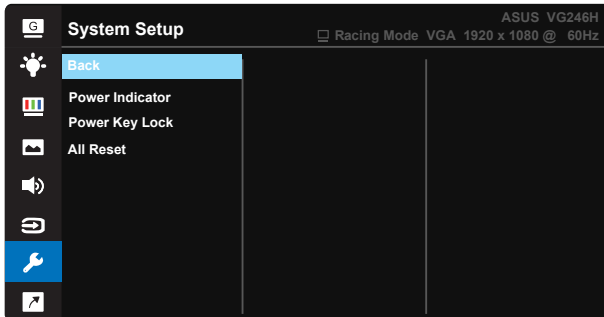 G
System Setup
ASUS VG246H
Racing Mode VGA 1920 x 1080 @ 60Hz
Back
Power Indicator
Power Key Lock
All Reset